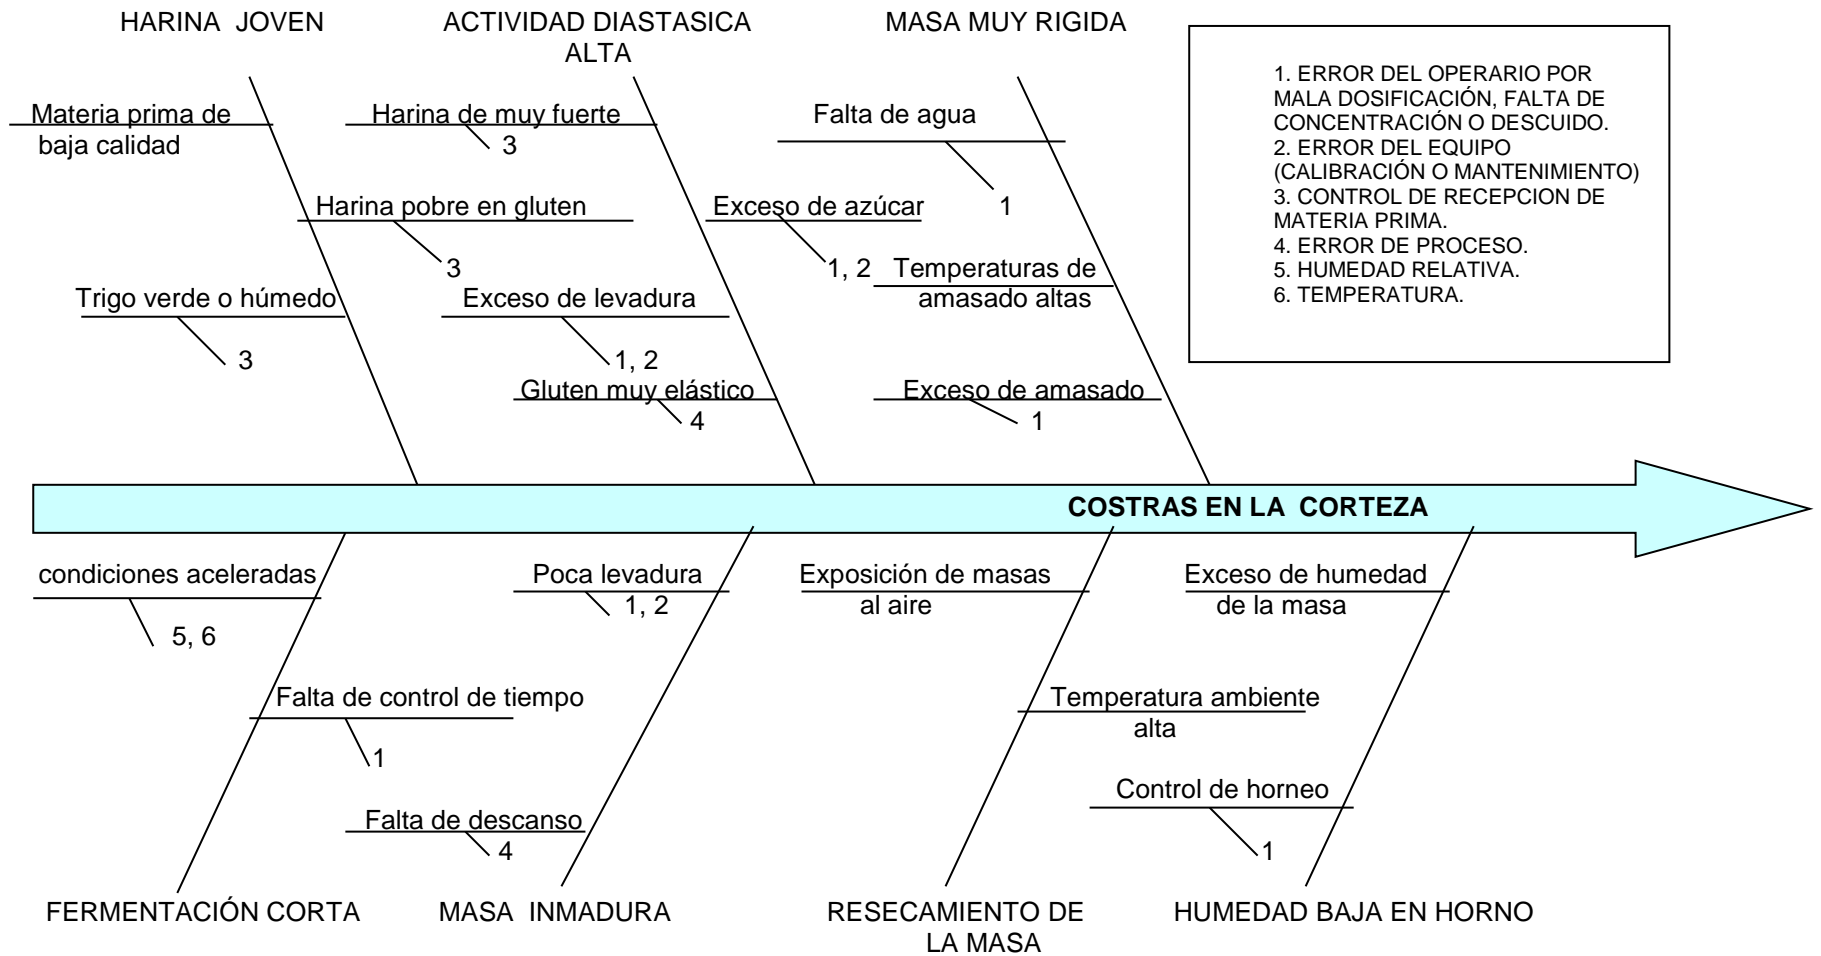 HARINA  JOVEN
ACTIVIDAD DIASTASICA
ALTA
MASA MUY RIGIDA
1. ERROR DEL OPERARIO POR
MALA DOSIFICACIÓN, FALTA DE
CONCENTRACIÓN O DESCUIDO.
2. ERROR DEL EQUIPO
(CALIBRACIÓN O MANTENIMIENTO)
3. CONTROL DE RECEPCION DE
MATERIA PRIMA.
4. ERROR DE PROCESO.
5. HUMEDAD RELATIVA.
6. TEMPERATURA.
Materia prima de
baja calidad
Harina de muy fuerte
3
Falta de agua
1
Harina pobre en gluten
3
Exceso de azúcar
1, 2
Temperaturas de
amasado altas
Trigo verde o húmedo
3
Exceso de levadura
1, 2
Gluten muy elástico
4
Exceso de amasado
1
COSTRAS EN LA  CORTEZA
condiciones aceleradas
5, 6
Poca levadura
1, 2
Exposición de masas
al aire
Exceso de humedad
de la masa
Falta de control de tiempo
1
Temperatura ambiente
alta
Falta de descanso
4
Control de horneo
1
FERMENTACIÓN CORTA
MASA  INMADURA
RESECAMIENTO DE
LA MASA
HUMEDAD BAJA EN HORNO